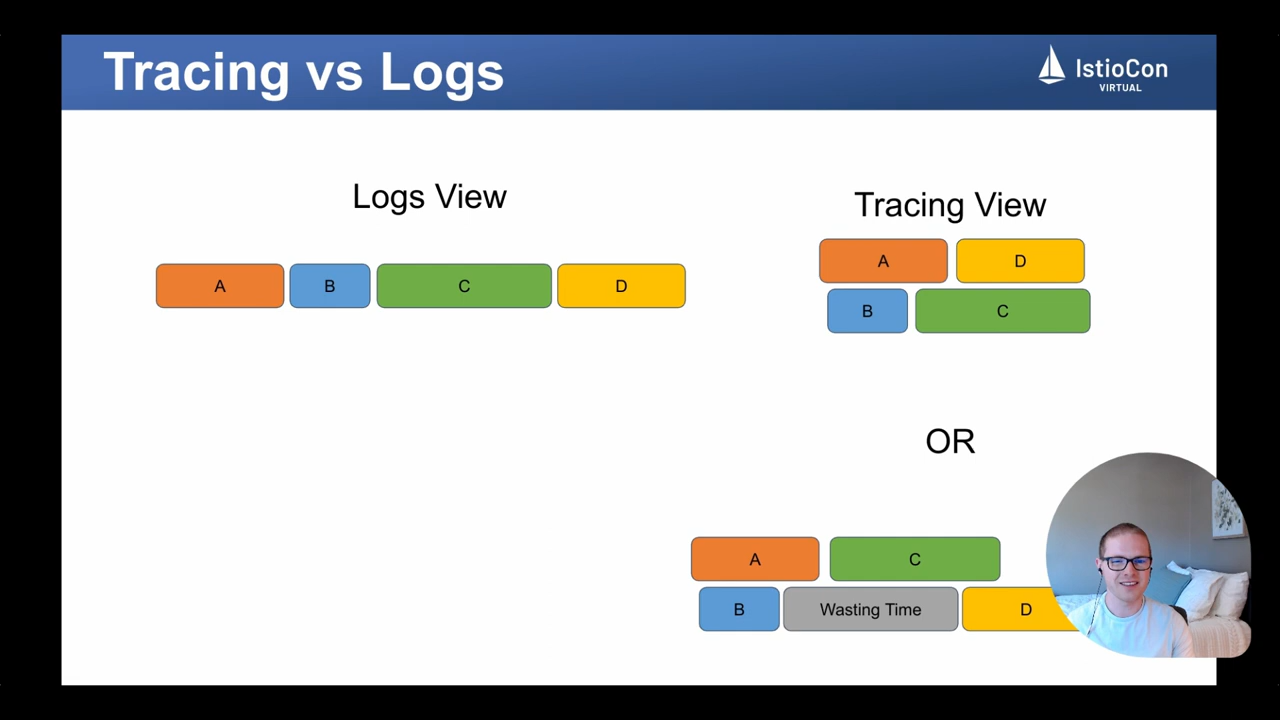 Tracing vs Logs
IstioCon
VIRTUAL
Logs View
A
B
C
D
Tracing View
A
D
B
C
OR
A
C
B
Wasting Time
D